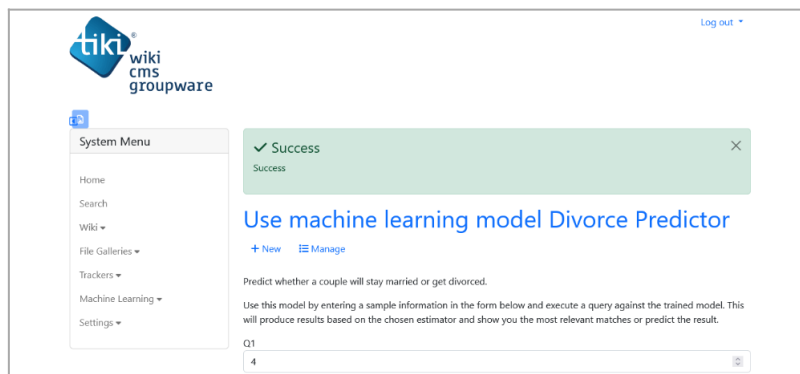 Log out
tiki®
wiki
cms
groupware
System Menu
Home
Search
Wiki
File Galleries
Trackers
Machine Learning
Settings
Success
Success
Use machine learning model Divorce Predictor
+ New Manage
Predict whether a couple will stay married or get divorced.
Use this model by entering a sample information in the form below and execute a query against the trained model. This
will produce results based on the chosen estimator and show you the most relevant matches or predict the result.
Q1
4